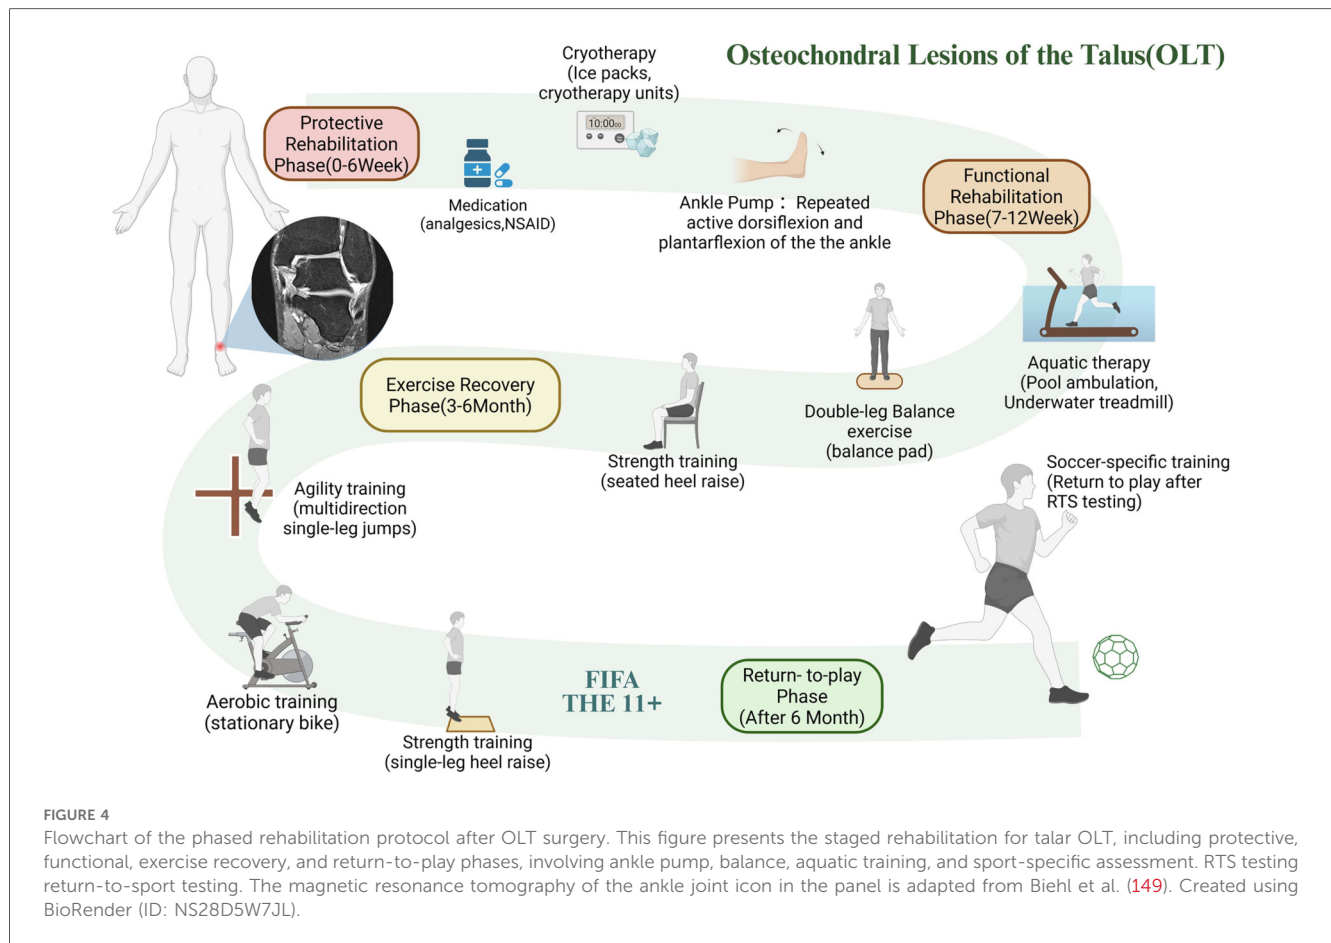 Osteochondral Lesions of the Talus(OLT)
Protective
Rehabilitation
Phase(0-6Week)
Medication
(analgesics,NSAID)
Cryotherapy
(Ice packs,
cryotherapy units)
10:0000
Ankle Pump： Repeated
active dorsiflexion and
plantarflexion of the the ankle
Functional
Rehabilitation
Phase(7-12Week)
Aquatic therapy
(Pool ambulation,
Underwater treadmill)
Double-leg Balance
exercise
(balance pad)
Strength training
(seated heel raise)
Exercise Recovery
Phase(3-6Month)
Agility training
(multidirection
single-leg jumps)
Aerobic training
(stationary bike)
Strength training
(single-leg heel raise)
FIFA
THE 11+
Return- to-play
Phase
(After 6 Month)
Soccer-specific training
(Return to play after
RTS testing)
FIGURE 4
Flowchart of the phased rehabilitation protocol after OLT surgery. This figure presents the staged rehabilitation for talar OLT, including protective,
functional, exercise recovery, and return-to-play phases, involving ankle pump, balance, aquatic training, and sport-specific assessment. RTS testing
return-to-sport testing. The magnetic resonance tomography of the ankle joint icon in the panel is adapted from Biehl et al. (149). Created using
BioRender (ID: NS28D5W7JL).